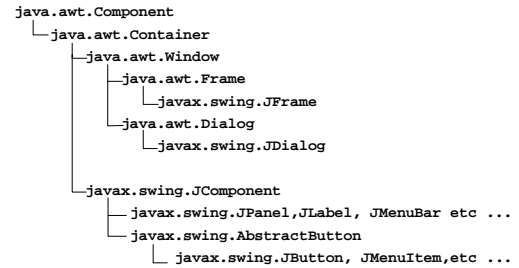 java.awt.Component
java.awt.Container
java.awt.Window
java.awt.Frame
javax.swing.JFrame
java.awt.Dialog
javax.swing.JDialog
javax.swing.JComponent
javax.swing.JPanel,JLabel, JMenuBar etc ...
javax.swing.AbstractButton
javax.swing.JButton, JMenuItem,etc ...